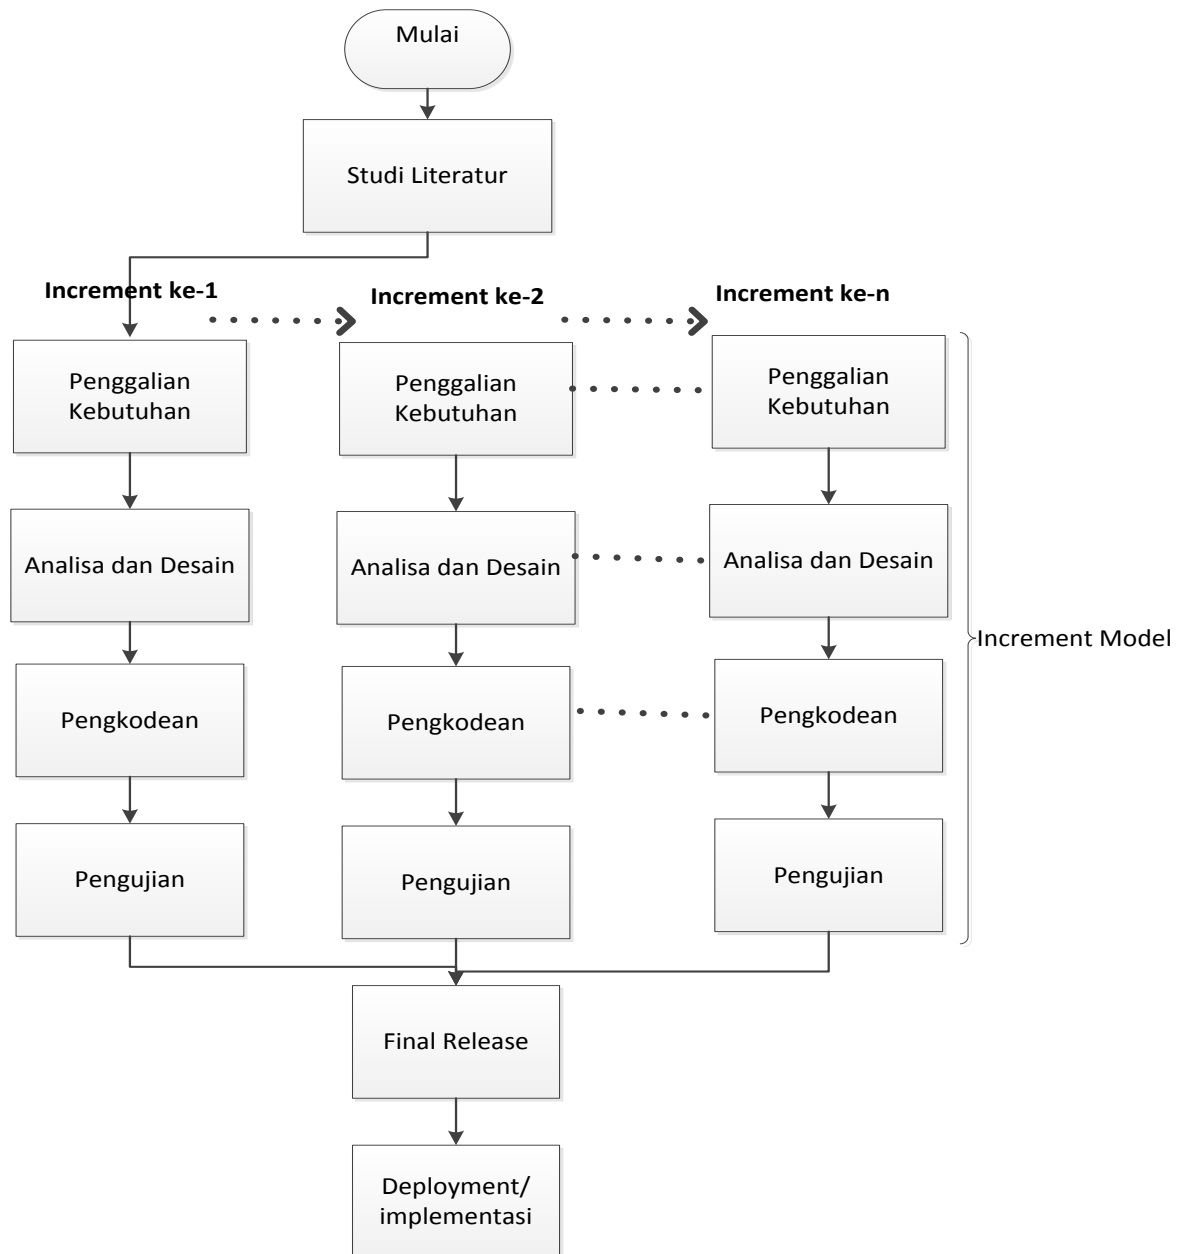 Mulai
Studi Literatur
Increment ke-1
Increment ke-2
Increment ke-n
Penggalian
Kebutuhan
Penggalian
Kebutuhan
Penggalian
Kebutuhan
Analisa dan Desain
Analisa dan Desain
Analisa dan Desain
Increment Model
Pengkodean
Pengkodean
Pengkodean
Pengujian
Pengujian
Pengujian
Final Release
Deployment/
implementasi